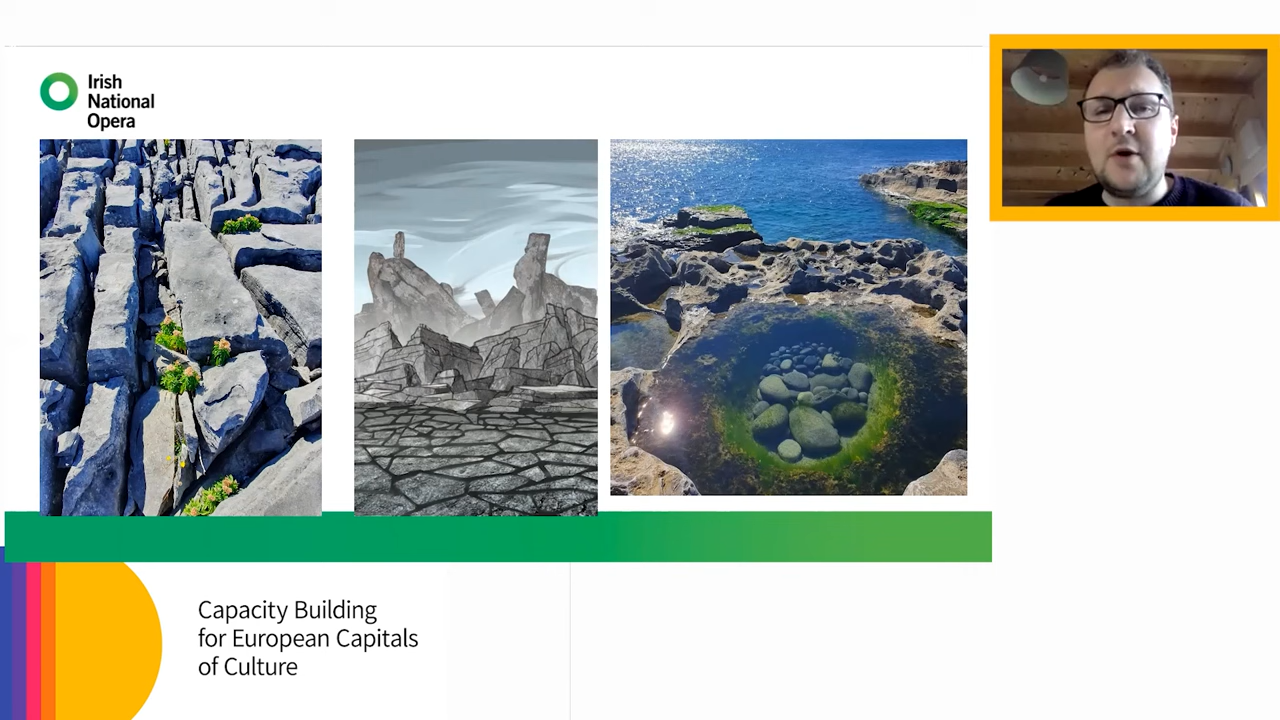 Irish
National
Opera
Capacity Building
for European Capitals
of Culture